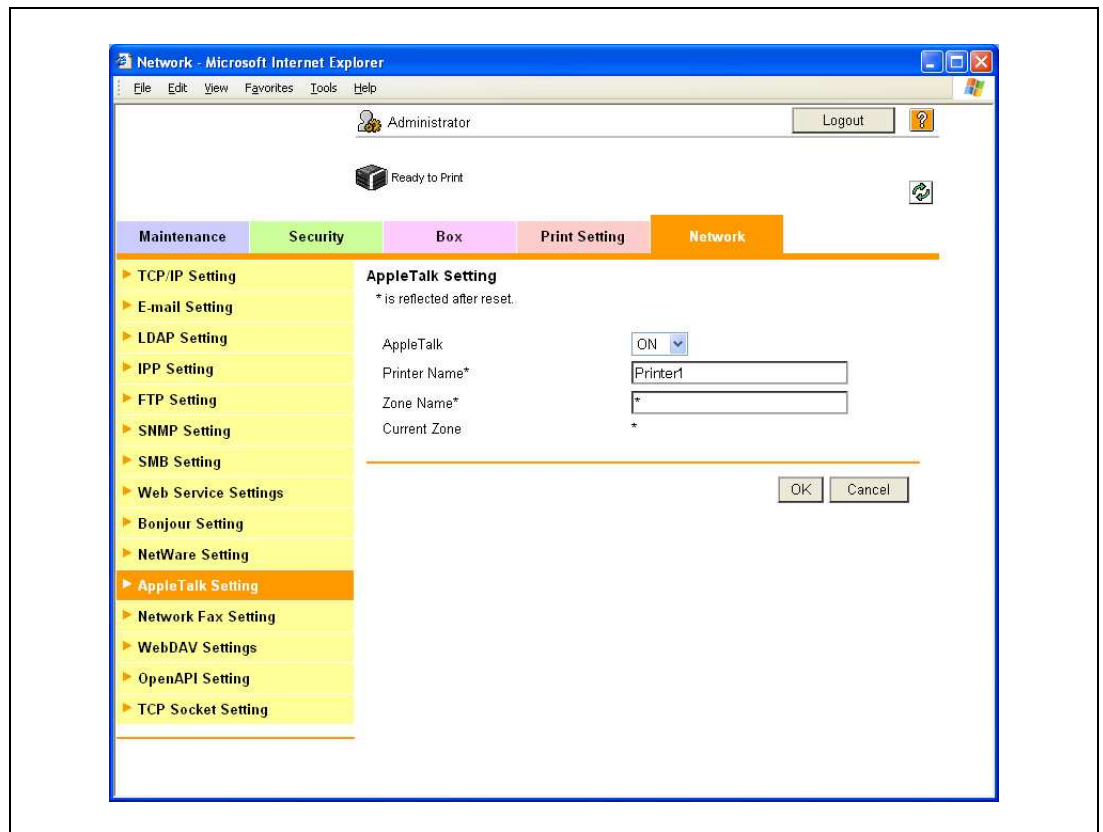 Network - Microsoft Internet Explorer
File Edit View Favorites Tools Help
Administrator
Logout
?
Ready to Print
Maintenance Security Box Print Setting Network
TCP/IP Setting
E-mail Setting
LDAP Setting
IPP Setting
FTP Setting
SNMP Setting
SMB Setting
Web Service Settings
Bonjour Setting
NetWare Setting
AppleTalk Setting
Network Fax Setting
WebDAV Settings
OpenAPI Setting
TCP Socket Setting
AppleTalk Setting
* is reflected after reset.
AppleTalk ON
Printer Name* Printer1
Zone Name* *
Current Zone *
OK Cancel